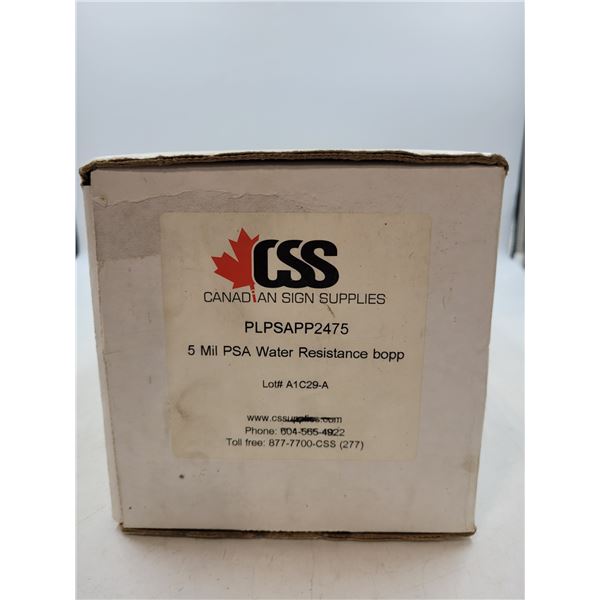 CSS
CANADiAN SIGN SUPPLIES
PLPSAPP2475
5 Mil PSA Water Resistance bopp
Lot# A1C29-A
www.cssupplies.com
Phone: 604-565-4922
Toll free: 877-7700-CSS (277)